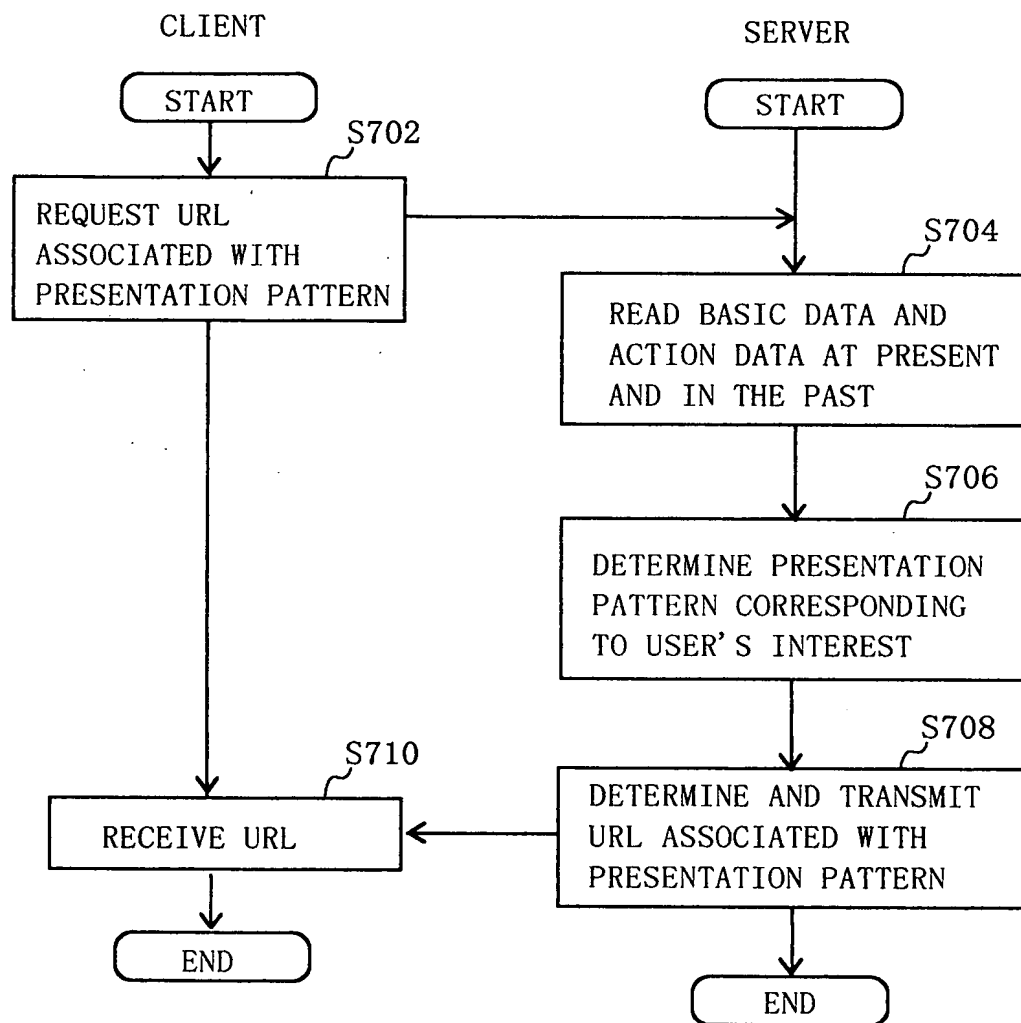 CLIENT
SERVER
START
START
S702
REQUEST URL
ASSOCIATED WITH
PRESENTATION PATTERN
S704
READ BASIC DATA AND
ACTION DATA AT PRESENT
AND IN THE PAST
S706
DETERMINE PRESENTATION
PATTERN CORRESPONDING
TO USER'S INTEREST
S708
DETERMINE AND TRANSMIT
URL ASSOCIATED WITH
PRESENTATION PATTERN
S710
RECEIVE URL
END
END